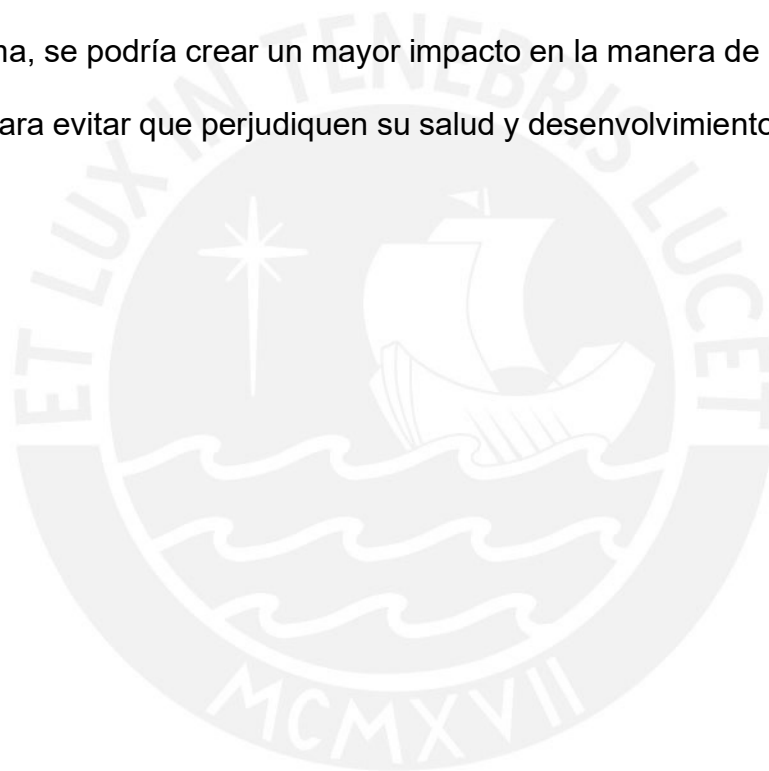 ma, se podría crear un mayor impacto en la manera de
ara evitar que perjudiquen su salud y desenvolvimiento
ET LUX IN TENEBRIS LUCET
MCMXVII